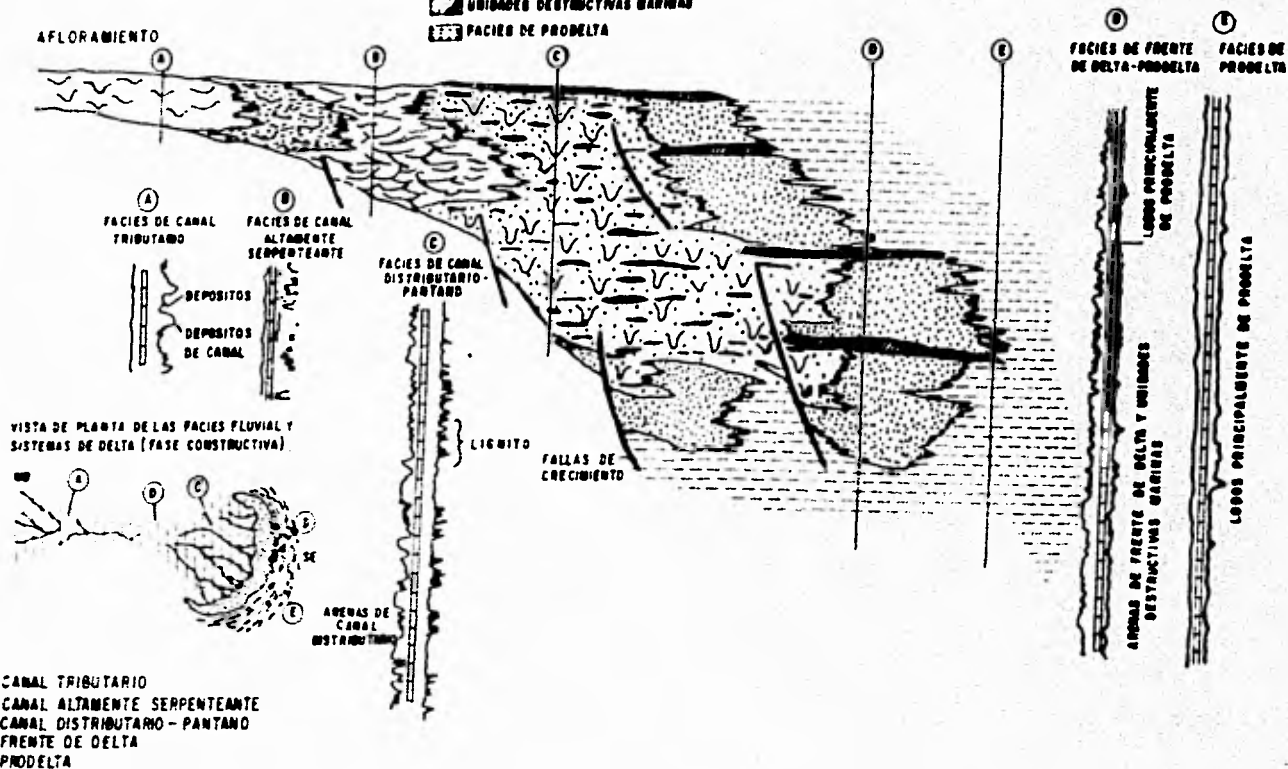 UNIDADES DESTRUCTIVAS MARINAS
FACIES DE PRODELTA
AFLORAMIENTO
A
B
C
D
E
D
FACIES DE FRENTE
DE DELTA-PRODELTA
E
FACIES DE
PRODELTA
A
FACIES DE CANAL
TRIBUTARIO
DEPOSITOS
DEPOSITOS
DE CANAL
B
FACIES DE CANAL
ALTAMENTE
SERPENTEANTE
C
FACIES DE CANAL
DISTRIBUTARIO-
PANTANO
LIGNITO
ARENAS DE
CANAL
DISTRIBUTARIO
FALLAS DE
CRECIMIENTO
LODOS PRINCIPALMENTE
DE PRODELTA
ARENAS DE FRENTE DE DELTA Y UNIDADES
DESTRUCTIVAS MARINAS
LODOS PRINCIPALMENTE DE PRODELTA
VISTA DE PLANTA DE LAS FACIES FLUVIAL Y
SISTEMAS DE DELTA (FASE CONSTRUCTIVA)
A
D
C
SE
E
CANAL TRIBUTARIO
CANAL ALTAMENTE SERPENTEANTE
CANAL DISTRIBUTARIO - PANTANO
FRENTE DE DELTA
PRODELTA